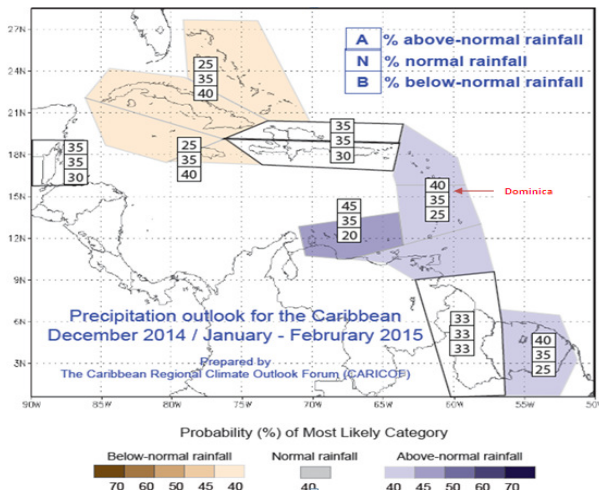 27N
24N
21N
18N
15N
12N
9N
6N
3N
A % above-normal rainfall
N % normal rainfall
B % below-normal rainfall
25
35
40
35
35
30
25
35
40
35
35
30
40
35
25
Dominica
45
35
20
33
33
33
40
35
25
Precipitation outlook for the Caribbean
December 2014 / January - Februrary 2015
Prepared by
The Caribbean Regional Climate Outlook Forum (CARICOF)
90W 85W 80W 75W 70W 65W 60W 55W
Probability (%) of Most Likely Category
Below-normal rainfall Normal rainfall Above-normal rainfall
70 60 50 45 40 40 40 45 50 60 70